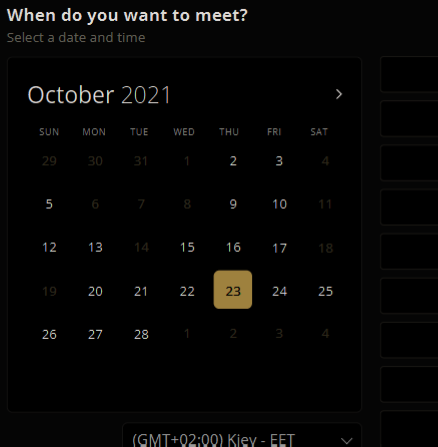 When do you want to meet?
Select a date and time
October 2021
SUN MON TUE WED THU FRI SAT
29 30 31 1 2 3 4
5 6 7 8 9 10 11
12 13 14 15 16 17 18
19 20 21 22 23 24 25
26 27 28 1 2 3 4
(GMT+02:00) Kiev - EET